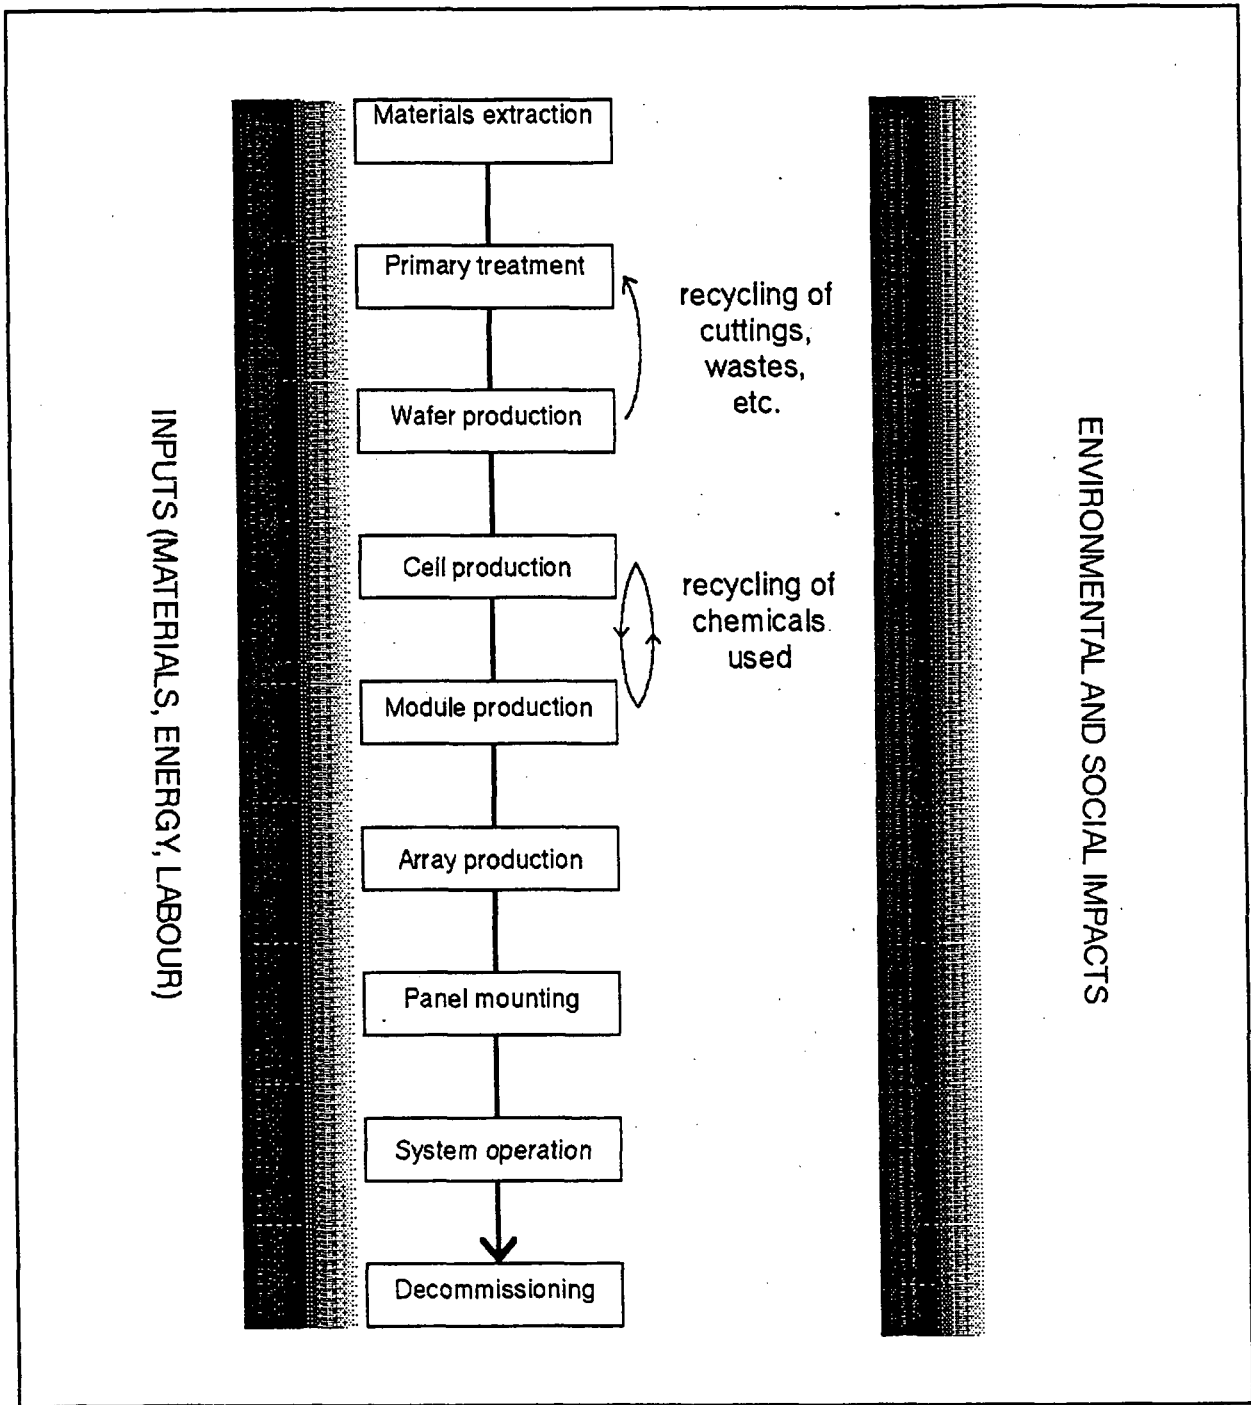 Materials extraction
Primary treatment
recycling of
cuttings,
wastes,
etc.
Wafer production
Cell production
recycling of
chemicals
used
Module production
Array production
Panel mounting
System operation
Decommissioning
INPUTS (MATERIALS, ENERGY, LABOUR)
ENVIRONMENTAL AND SOCIAL IMPACTS